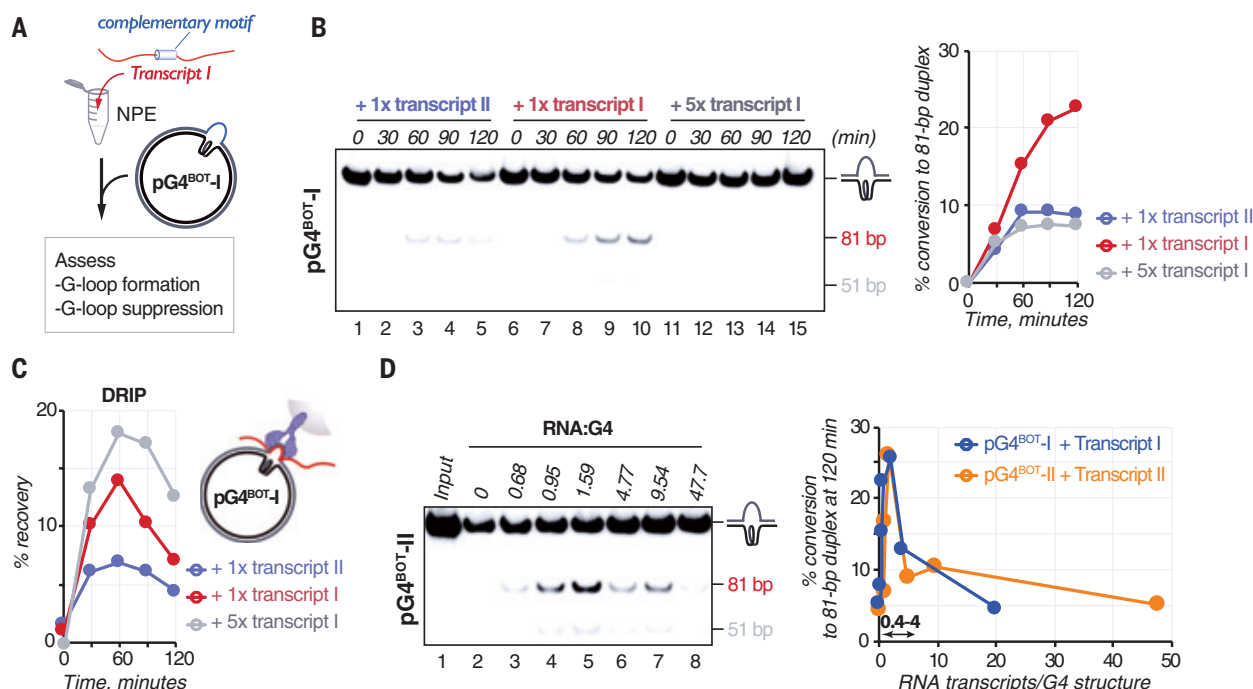 A
complementary motif
Transcript I
NPE
pG4BOT-I
Assess
-G-loop formation
-G-loop suppression
B
+ 1x transcript II
+ 1x transcript I
+ 5x transcript I
0 30 60 90 120 0 30 60 90 120 0 30 60 90 120 (min)
pG4BOT-I
81 bp
51 bp
1 2 3 4 5 6 7 8 9 10 11 12 13 14 15
% conversion to 81-bp duplex
30
20
10
0
0 60 120
Time, minutes
+ 1x transcript II
+ 1x transcript I
+ 5x transcript I
C
DRIP
% recovery
20
10
0
0 60 120
Time, minutes
pG4BOT-I
+ 1x transcript II
+ 1x transcript I
+ 5x transcript I
D
RNA:G4
Input 0 0.68 0.95 1.59 4.77 9.54 47.7
pG4BOT-II
81 bp
51 bp
1 2 3 4 5 6 7 8
% conversion
to 81-bp duplex at 120 min
30
20
10
0
pG4BOT-I + Transcript I
pG4BOT-II + Transcript II
0.4-4
0 10 20 30 40 50
RNA transcripts/G4 structure